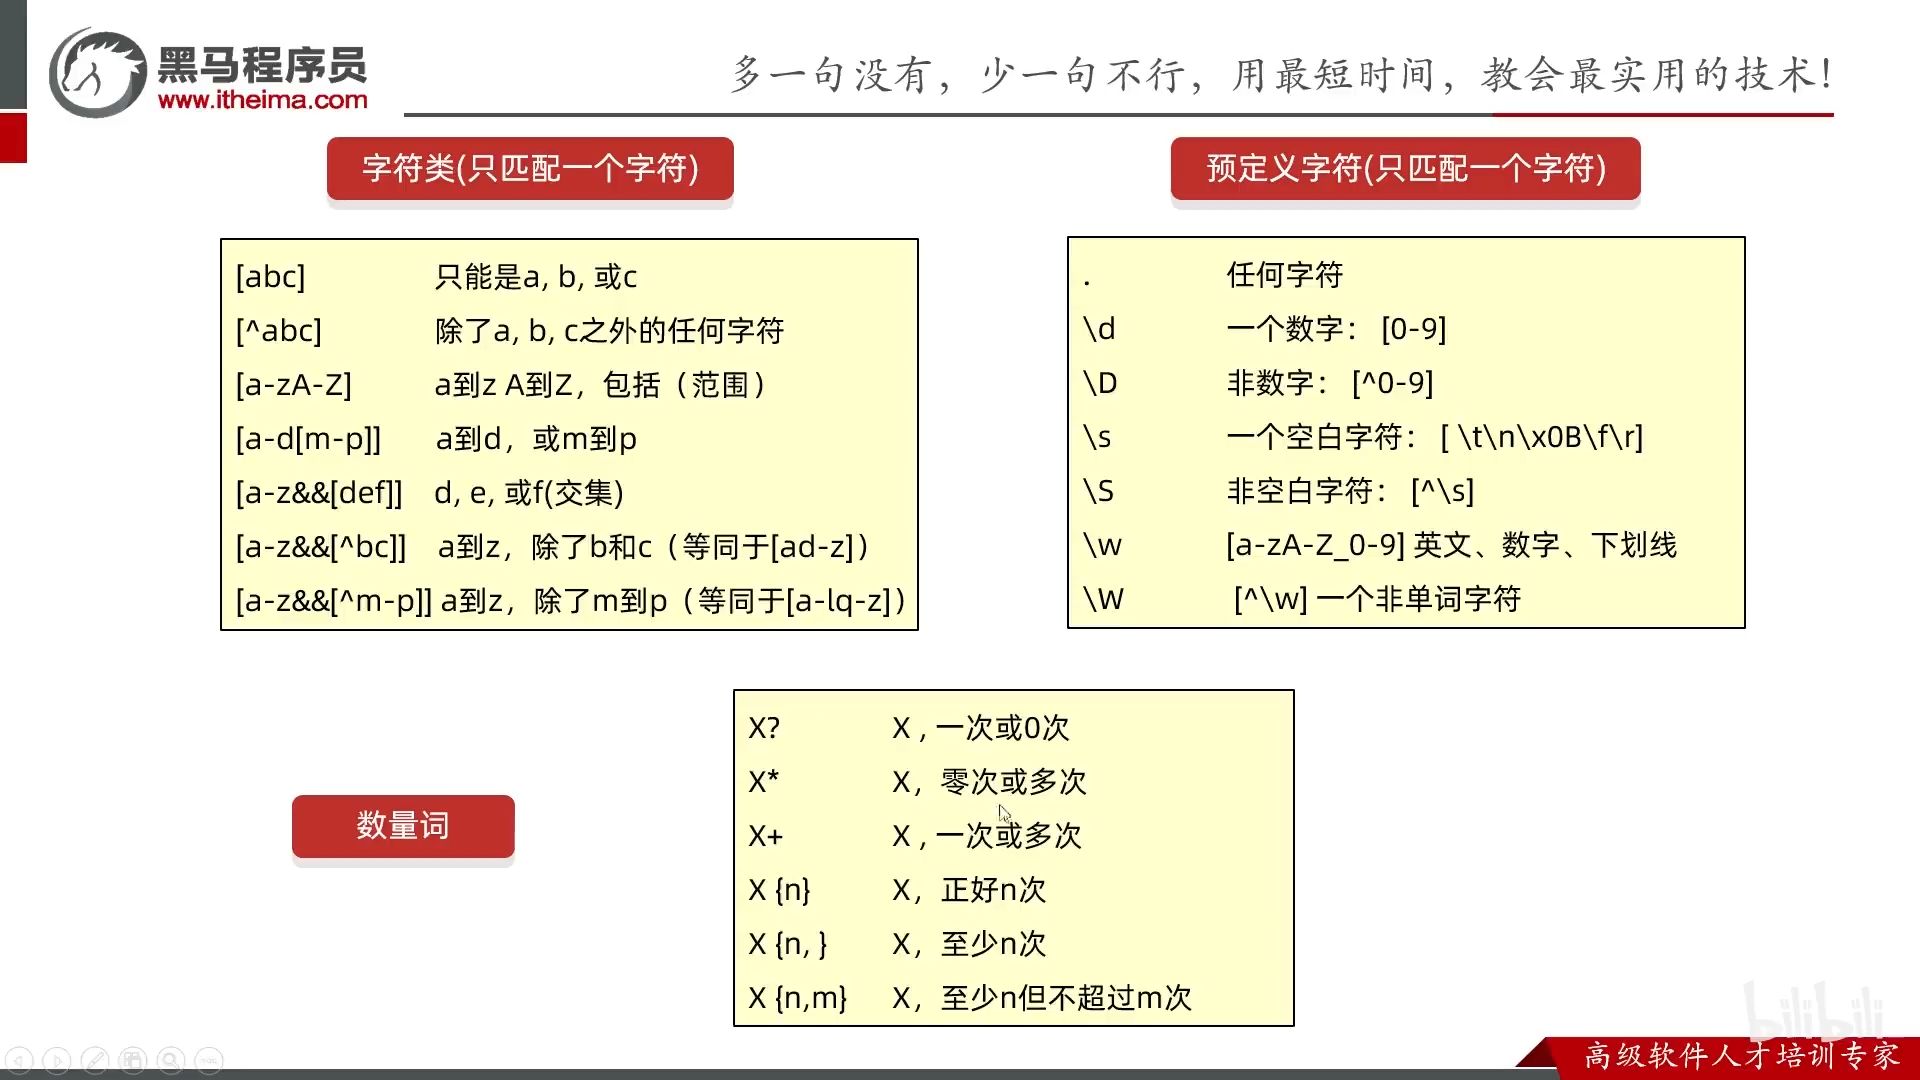 黑马程序员
www.itheima.com
多一句没有，少一句不行，用最短时间，教会最实用的技术！
字符类(只匹配一个字符)
[abc] 只能是a, b, 或c
[^abc] 除了a, b, c之外的任何字符
[a-zA-Z] a到z A到Z，包括（范围）
[a-d[m-p]] a到d，或m到p
[a-z&&[def]] d, e, 或f(交集)
[a-z&&[^bc]] a到z，除了b和c（等同于[ad-z]）
[a-z&&[^m-p]] a到z，除了m到p（等同于[a-lq-z]）
预定义字符(只匹配一个字符)
. 任何字符
\d 一个数字： [0-9]
\D 非数字： [^0-9]
\s 一个空白字符： [ \t\n\x0B\f\r]
\S 非空白字符： [^\s]
\w [a-zA-Z_0-9] 英文、数字、下划线
\W [^\w] 一个非单词字符
数量词
X? X , 一次或0次
X* X，零次或多次
X+ X , 一次或多次
X {n} X，正好n次
X {n, } X，至少n次
X {n,m} X，至少n但不超过m次
bilibili
高级软件人才培训专家